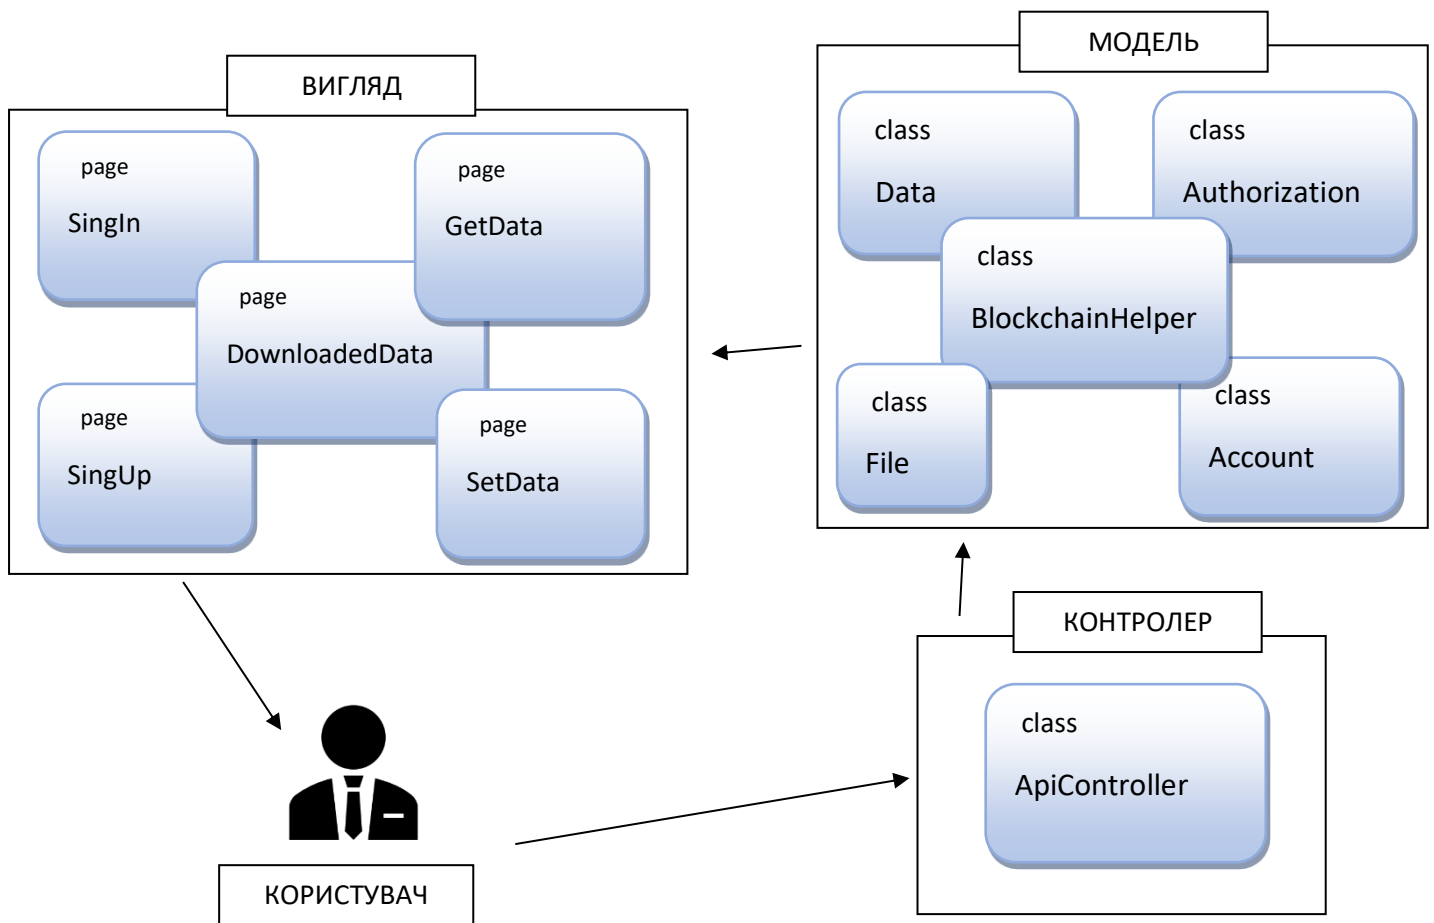 ВИГЛЯД
page
SingIn
page
GetData
page
DownloadedData
page
SingUp
page
SetData
МОДЕЛЬ
class
Data
class
Authorization
class
BlockchainHelper
class
File
class
Account
КОНТРОЛЕР
class
ApiController
КОРИСТУВАЧ